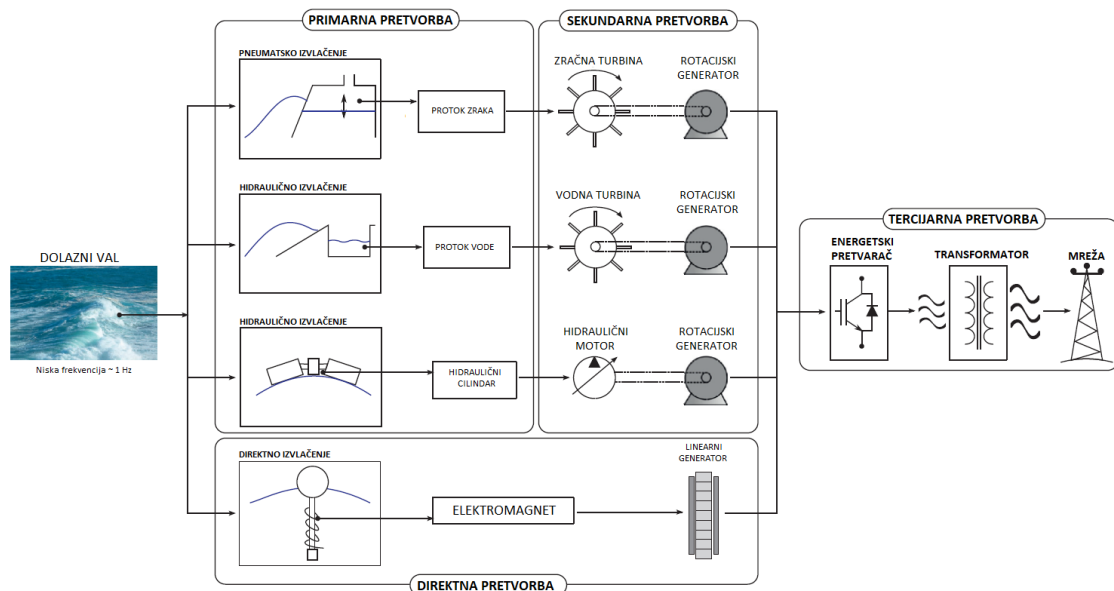 PRIMARNA PRETVORBA
SEKUNDARNA PRETVORBA
PNEUMATSKO IZVLAČENJE
PROTOK ZRAKA
ZRAČNA TURBINA
ROTACIJSKI
GENERATOR
HIDRAULIČNO IZVLAČENJE
PROTOK VODE
VODNA TURBINA
ROTACIJSKI
GENERATOR
DOLAZNI VAL
Niska frekvencija ~ 1 Hz
HIDRAULIČNO IZVLAČENJE
HIDRAULIČNI
CILINDAR
HIDRAULIČNI
MOTOR
ROTACIJSKI
GENERATOR
DIREKTNO IZVLAČENJE
ELEKTROMAGNET
LINEARNI
GENERATOR
DIREKTNA PRETVORBA
TERCIJARNA PRETVORBA
ENERGETSKI
PRETVARAČ
TRANSFORMATOR
MREŽA